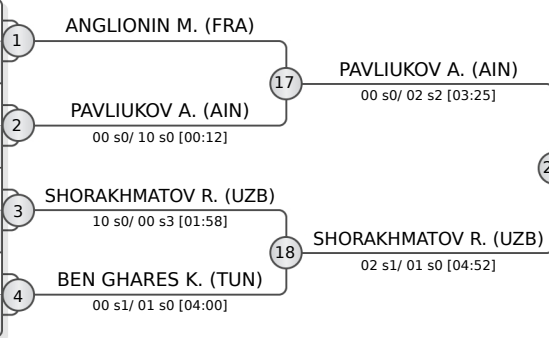 ANGLIONIN M. (FRA)
1
17
PAVLIUKOV A. (AIN)
00 s0/ 02 s2 [03:25]
PAVLIUKOV A. (AIN)
2
00 s0/ 10 s0 [00:12]
SHORAKHMATOV R. (UZB)
3
10 s0/ 00 s3 [01:58]
18
SHORAKHMATOV R. (UZB)
02 s1/ 01 s0 [04:52]
BEN GHARES K. (TUN)
4
00 s1/ 01 s0 [04:00]